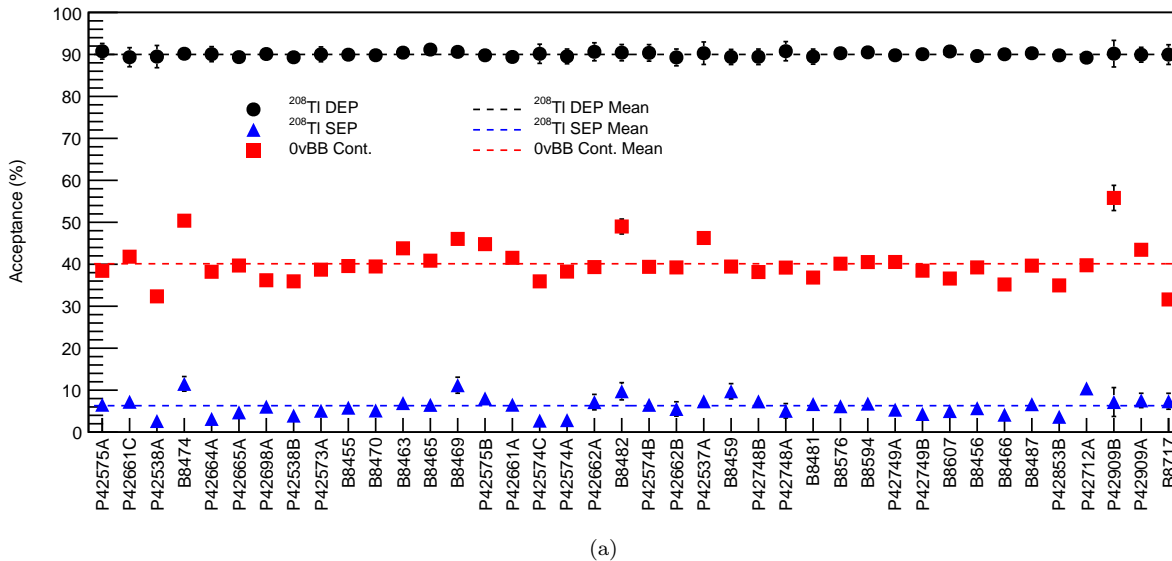 100
90
80
70
60
50
40
30
20
10
0
Acceptance (%)
²⁰⁸Tl DEP
²⁰⁸Tl DEP Mean
²⁰⁸Tl SEP
²⁰⁸Tl SEP Mean
0vBB Cont.
0vBB Cont. Mean
P42575A
P42661C
P42538A
B8474
P42664A
P42665A
P42698A
P42538B
P42573A
B8455
B8470
B8463
B8465
B8469
P42575B
P42661A
P42574C
P42574A
P42662A
B8482
P42574B
P42662B
P42537A
B8459
P42748B
P42748A
B8481
B8576
B8594
P42749A
P42749B
B8607
B8456
B8466
B8487
P42853B
P42712A
P42909B
P42909A
B8717
(a)